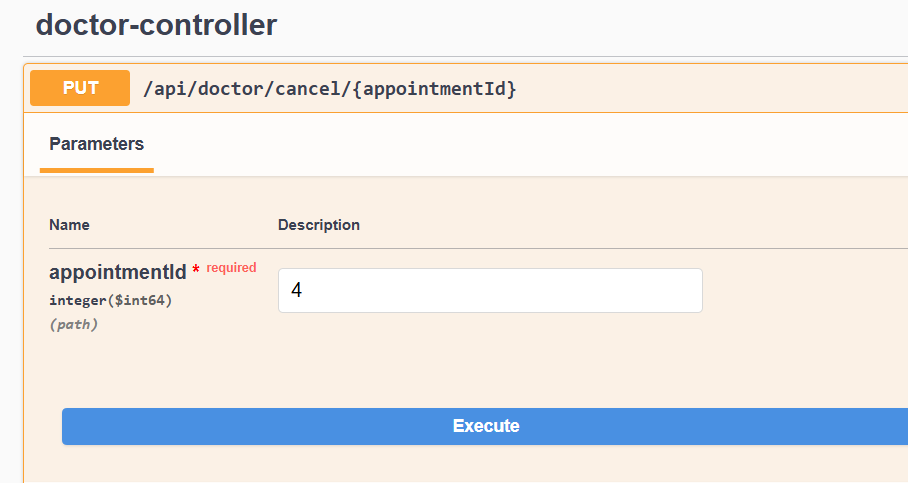 doctor-controller
PUT /api/doctor/cancel/{appointmentId}
Parameters
Name Description
appointmentId * required
integer($int64)
(path)
4
Execute